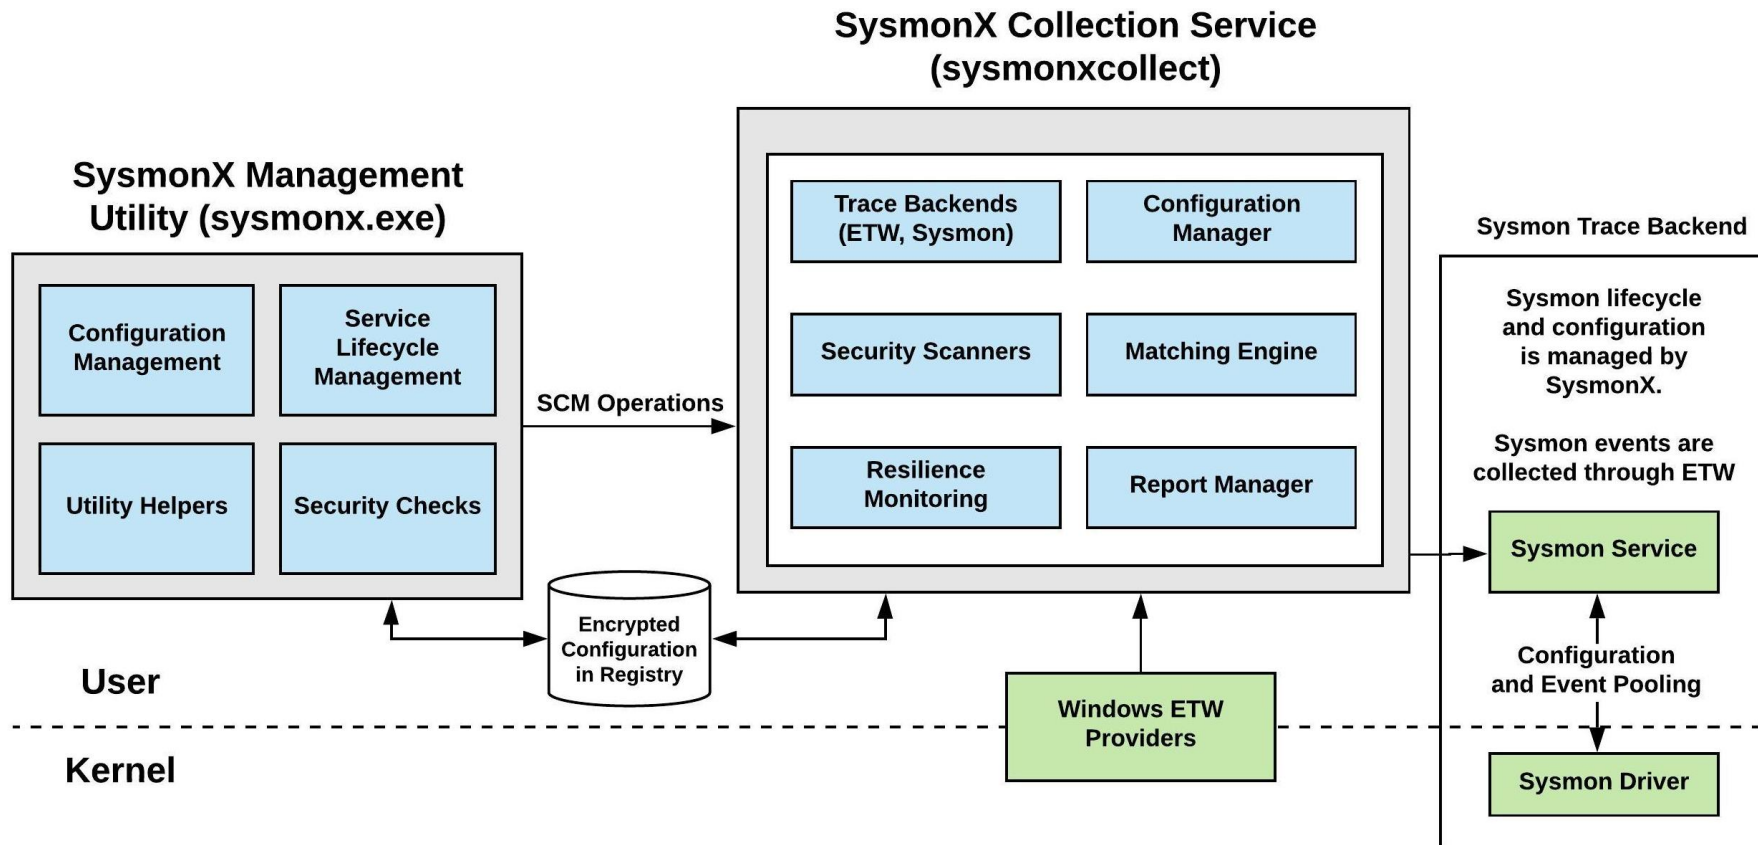 SysmonX Collection Service
(sysmonxcollect)
SysmonX Management
Utility (sysmonx.exe)
Configuration
Management
Service
Lifecycle
Management
Utility Helpers
Security Checks
SCM Operations
Trace Backends
(ETW, Sysmon)
Configuration
Manager
Security Scanners
Matching Engine
Resilience
Monitoring
Report Manager
Encrypted
Configuration
in Registry
Windows ETW
Providers
Sysmon Trace Backend
Sysmon lifecycle
and configuration
is managed by
SysmonX.
Sysmon events are
collected through ETW
Sysmon Service
Configuration
and Event Pooling
Sysmon Driver
User
Kernel